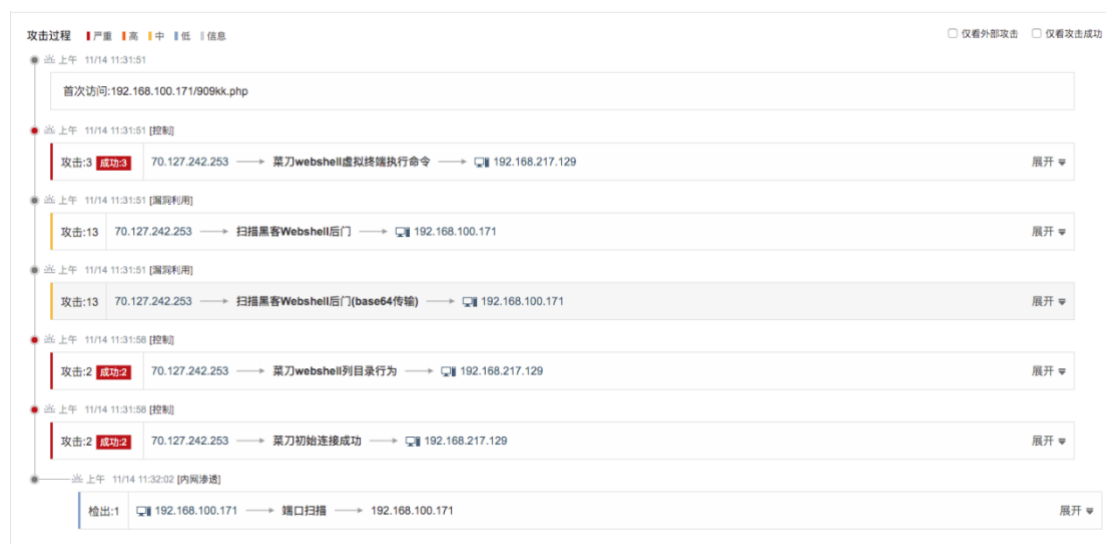 攻击过程 严重 高 中 低 信息 仅看外部攻击 仅看攻击成功
上午 11/14 11:31:51
首次访问:192.168.100.171/909kk.php
上午 11/14 11:31:51 [控制]
攻击:3 成功:3 70.127.242.253 菜刀webshell虚拟终端执行命令 192.168.217.129 展开
上午 11/14 11:31:51 [漏洞利用]
攻击:13 70.127.242.253 扫描黑客Webshell后门 192.168.100.171 展开
上午 11/14 11:31:51 [漏洞利用]
攻击:13 70.127.242.253 扫描黑客Webshell后门(base64传输) 192.168.100.171 展开
上午 11/14 11:31:58 [控制]
攻击:2 成功:2 70.127.242.253 菜刀webshell列目录行为 192.168.217.129 展开
上午 11/14 11:31:58 [控制]
攻击:2 成功:2 70.127.242.253 菜刀初始连接成功 192.168.217.129 展开
上午 11/14 11:32:02 [内网渗透]
检出:1 192.168.100.171 端口扫描 192.168.100.171 展开